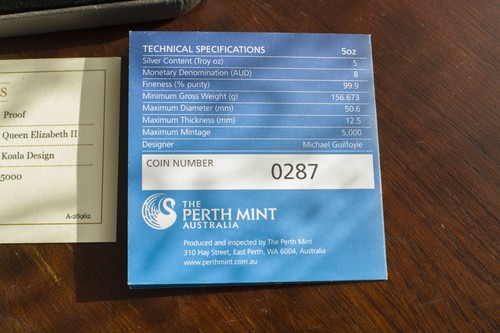 S
Proof
Queen Elizabeth II
Koala Design
5000
A-28962
TECHNICAL SPECIFICATIONS 5oz
Silver Content (Troy oz) 5
Monetary Denomination (AUD) 8
Fineness (% purity) 99.9
Minimum Gross Weight (g) 156.673
Maximum Diameter (mm) 50.6
Maximum Thickness (mm) 12.5
Maximum Mintage 5,000
Designer Michael Guilfoyle
COIN NUMBER 0287
THE
PERTH MINT
AUSTRALIA
Produced and inspected by The Perth Mint
310 Hay Street, East Perth, WA 6004, Australia
www.perthmint.com.au